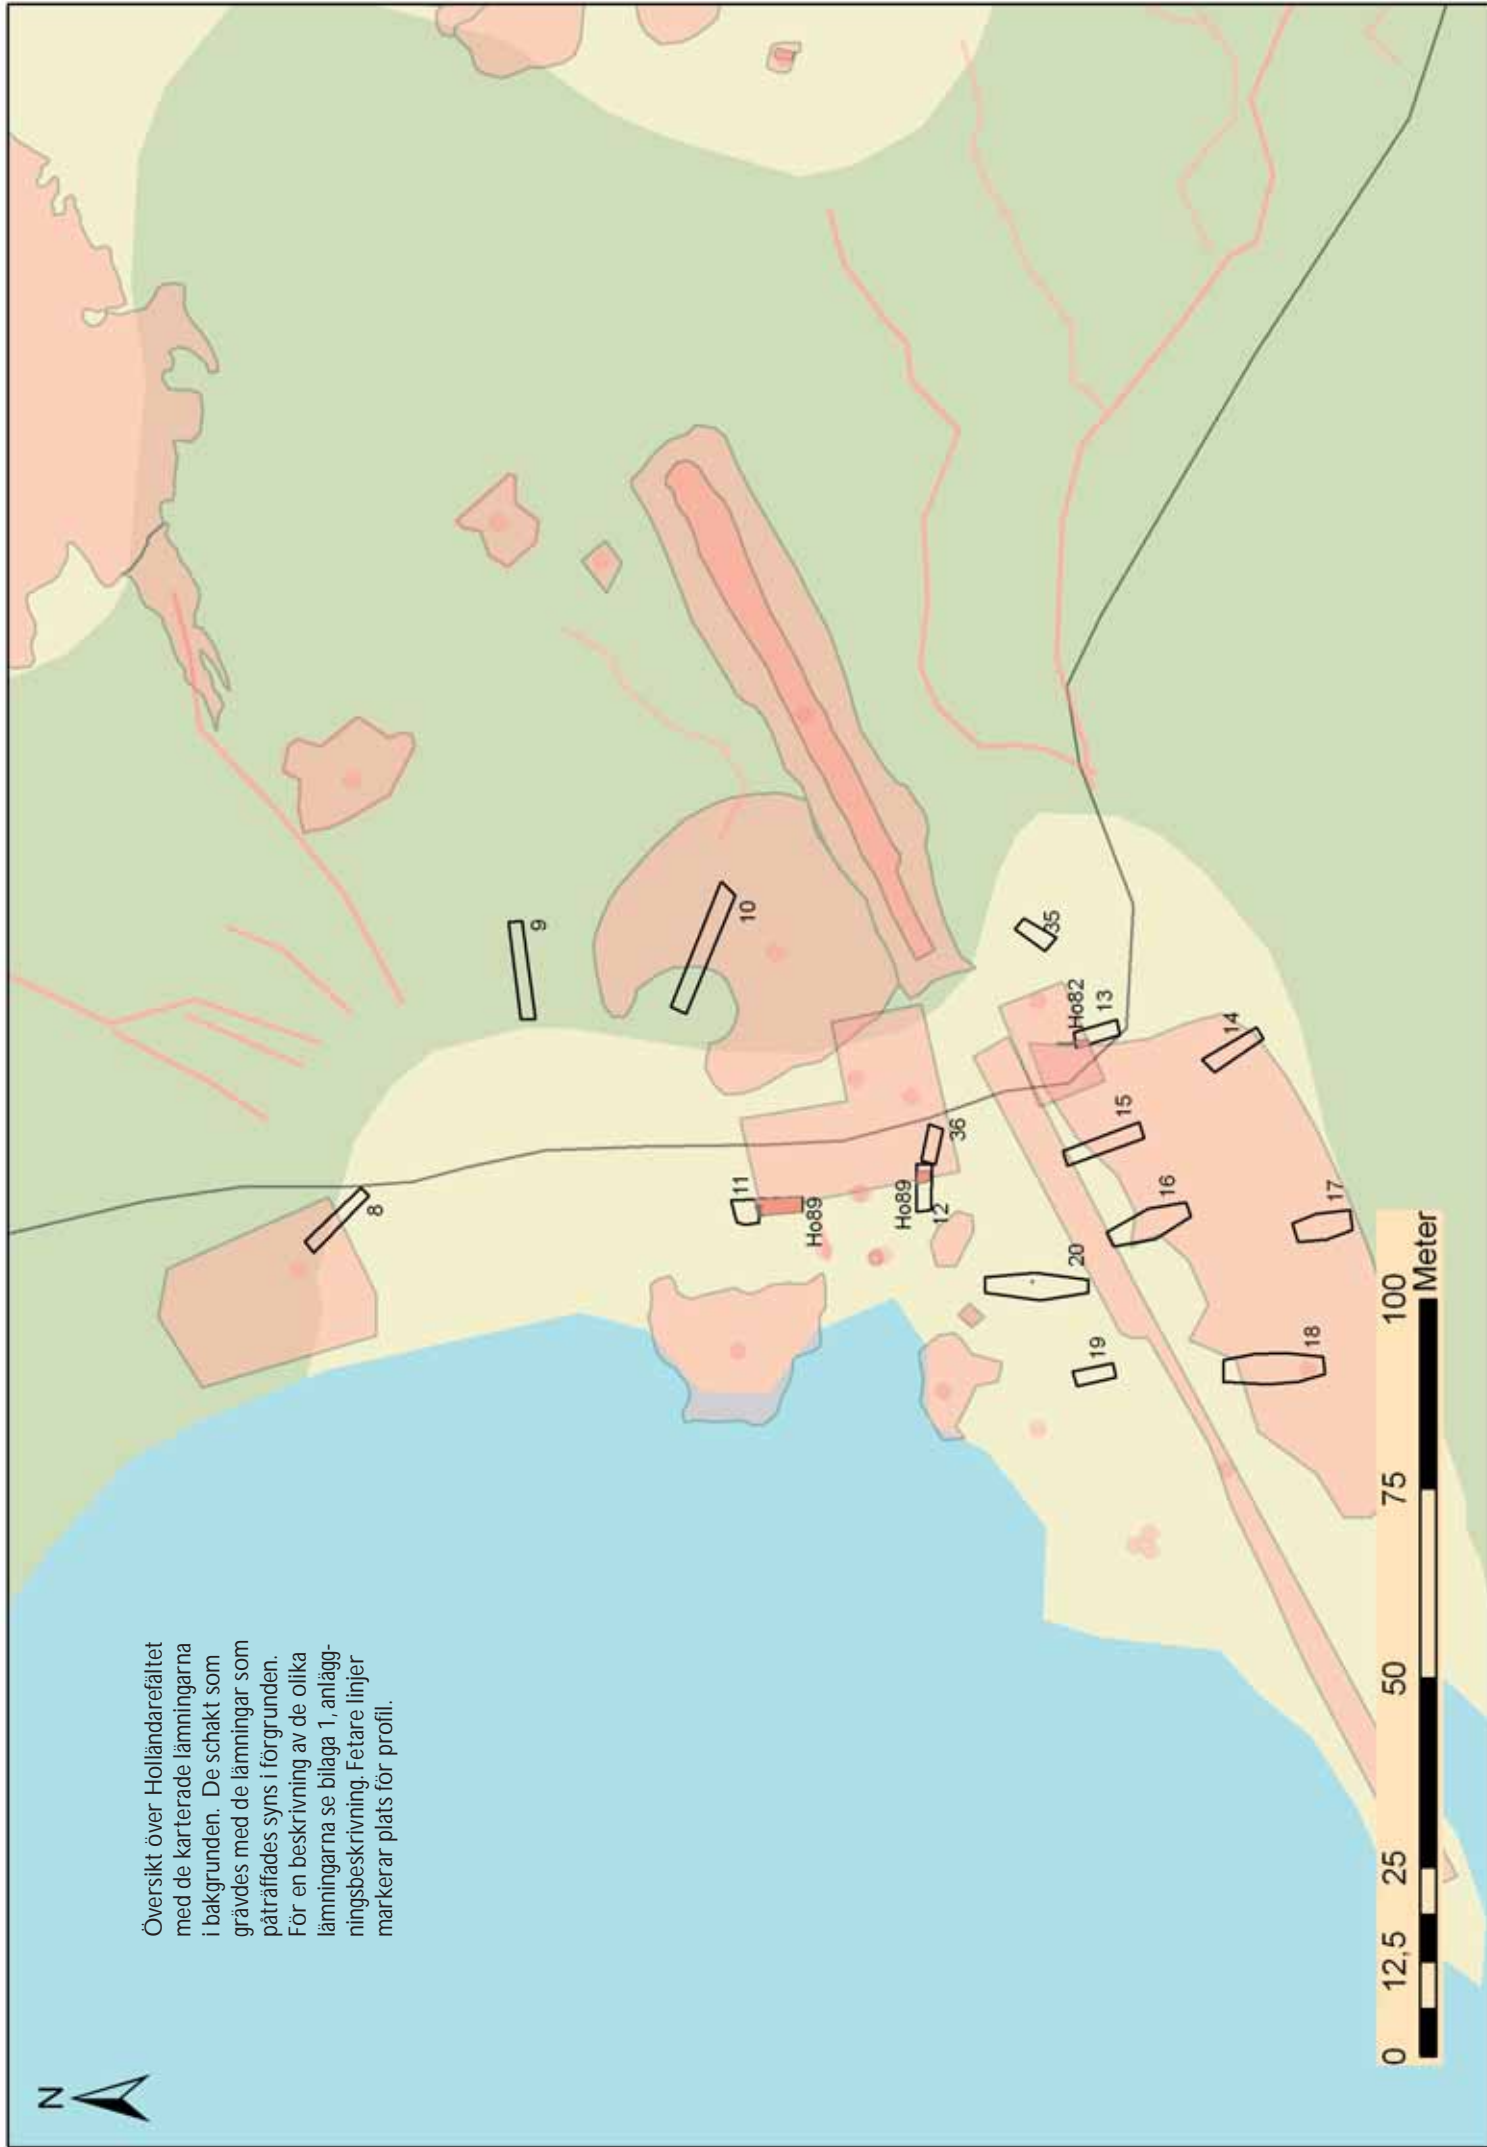 N
Översikt över Holländarefältet
med de karterade lämningarna
i bakgrunden. De schakt som
grävdes med de lämningar som
påträffades syns i förgrunden.
För en beskrivning av de olika
lämningarna se bilaga 1, anlägg-
ningsbeskrivning. Fetare linjer
markerar plats för profil.
8
9
10
11
Ho89
Ho89
12
36
35
Ho82
13
14
15
16
17
18
19
20
0 12,5 25 50 75 100
Meter